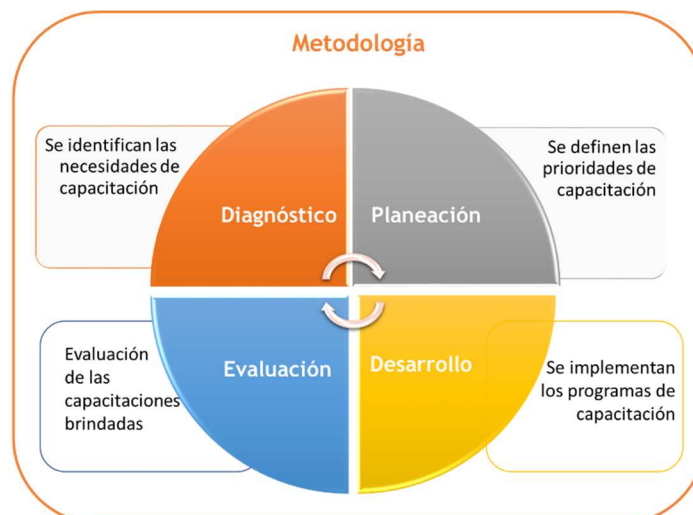 Metodología
Se identifican las
necesidades de
capacitación
Diagnóstico
Planeación
Se definen las
prioridades de
capacitación
Evaluación
de las
capacitaciones
brindadas
Evaluación
Desarrollo
Se implementan
los programas de
capacitación